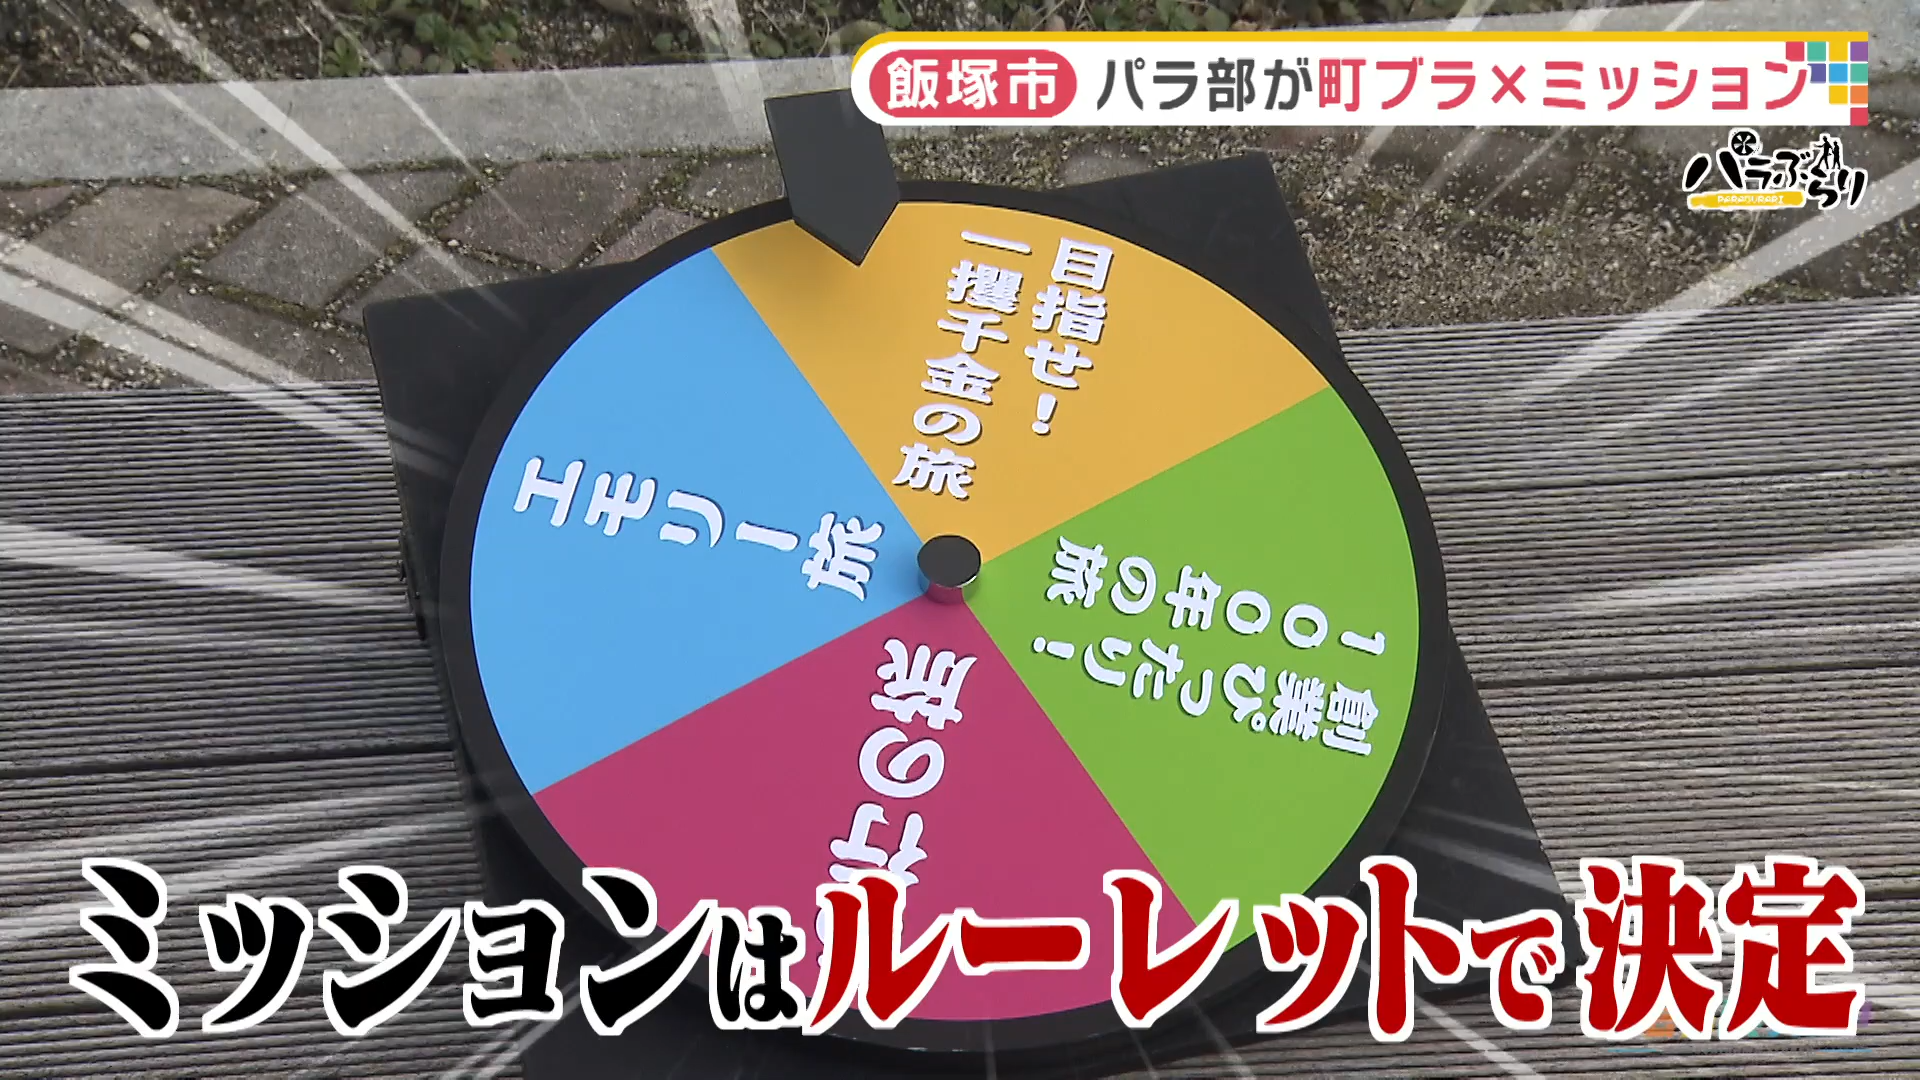 飯塚市 パラ部が町ブラ×ミッション
パラぶらり
PARABURARI
目指せ！
一攫千金の旅
エモリー旅
創業ぴったり！
100年の旅
行の旅
ミッションはルーレットで決定